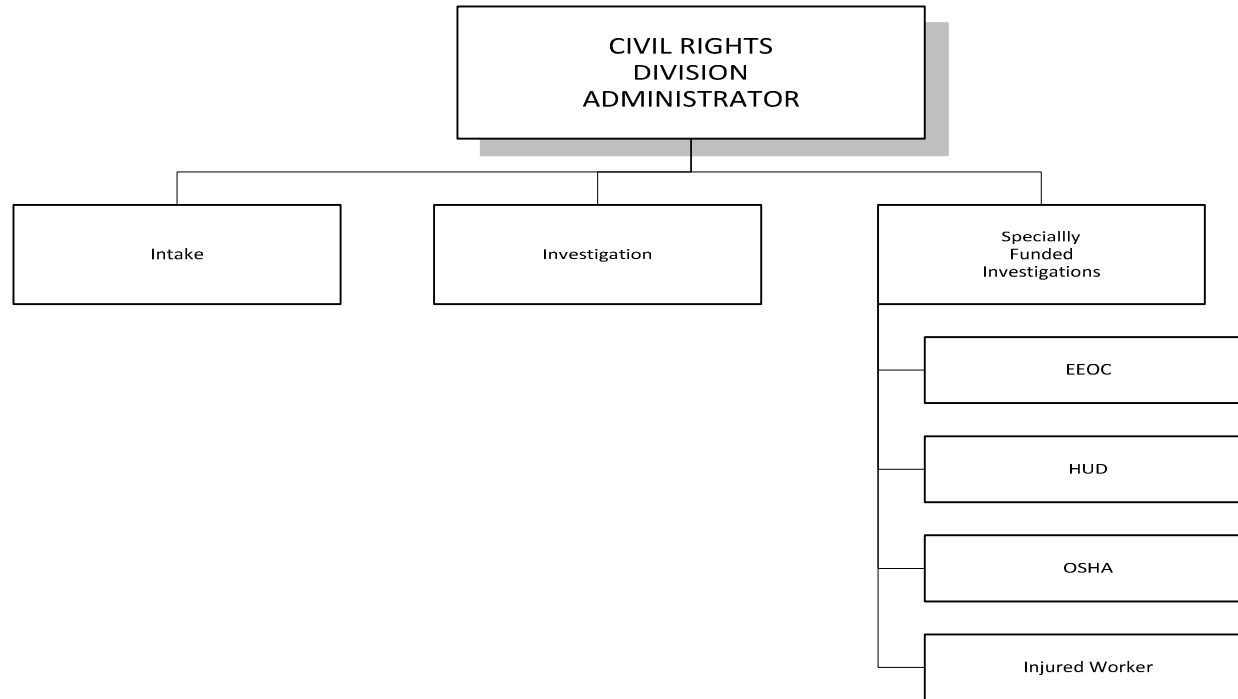 CIVIL RIGHTS
DIVISION
ADMINISTRATOR
Intake
Investigation
Speciallly
Funded
Investigations
EEOC
HUD
OSHA
Injured Worker